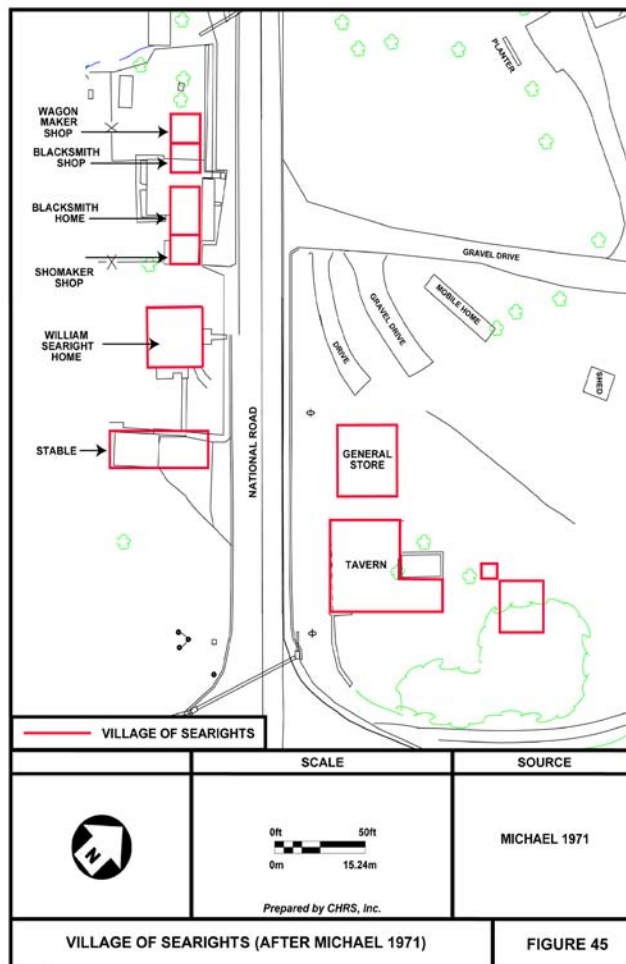 PLANTER
WAGON
MAKER
SHOP
BLACKSMITH
SHOP
BLACKSMITH
HOME
SHOMAKER
SHOP
GRAVEL DRIVE
MOBILE HOME
GRAVEL DRIVE
DRIVE
WILLIAM
SEARIGHT
HOME
SHED
STABLE
NATIONAL ROAD
GENERAL
STORE
TAVERN
VILLAGE OF SEARIGHTS
SCALE
SOURCE
N
0ft 50ft
0m 15.24m
MICHAEL 1971
Prepared by CHRS, Inc.
VILLAGE OF SEARIGHTS (AFTER MICHAEL 1971)
FIGURE 45